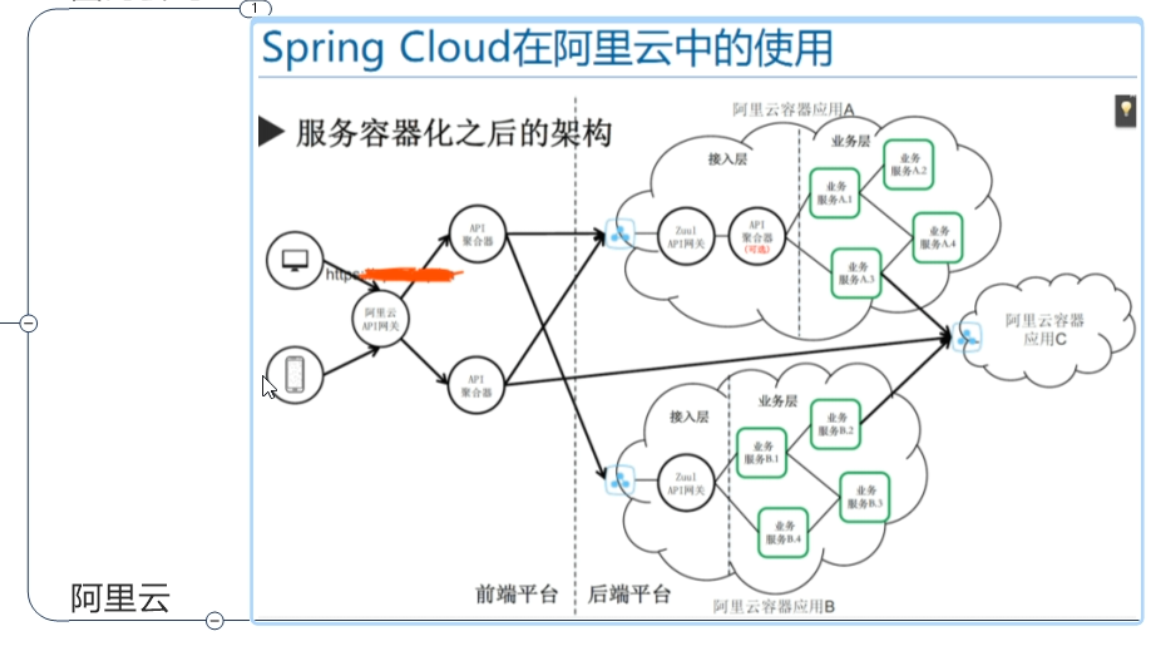 1
Spring Cloud在阿里云中的使用
服务容器化之后的架构
阿里云容器应用A
接入层
业务层
业务
服务A.1
业务
服务A.2
业务
服务A.4
业务
服务A.3
Zuul
API网关
API
聚合器
(可选)
API
聚合器
https
阿里云
API网关
API
聚合器
阿里云容器
应用C
接入层
业务层
Zuul
API网关
业务
服务B.1
业务
服务B.2
业务
服务B.3
业务
服务B.4
前端平台
后端平台
阿里云容器应用B
阿里云